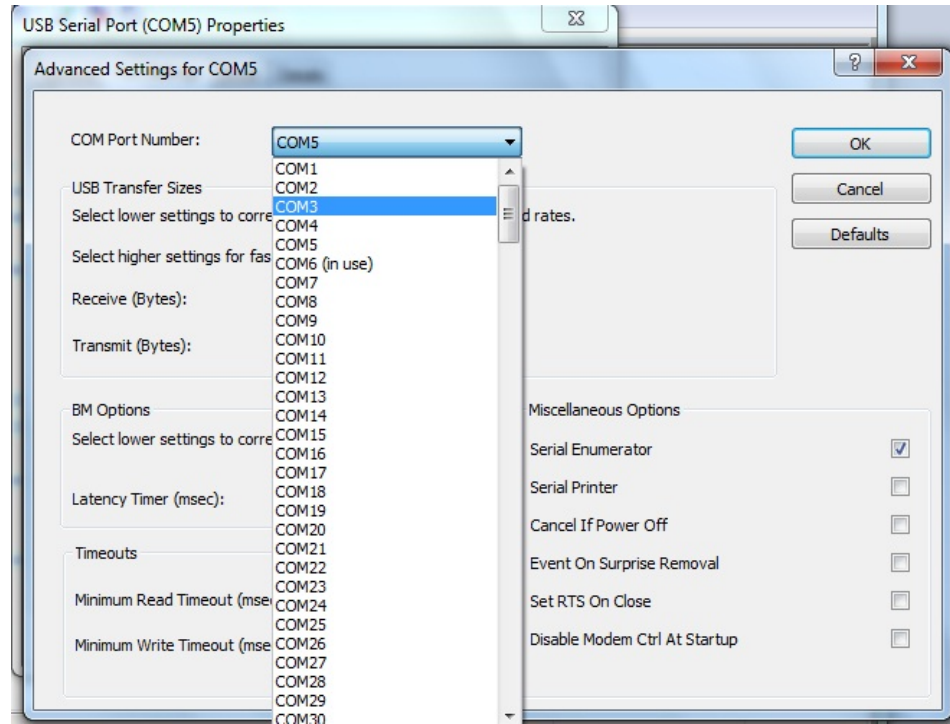 USB Serial Port (COM5) Properties
Advanced Settings for COM5
COM Port Number:
COM5
OK
Cancel
Defaults
COM1
COM2
COM3
COM4
COM5
COM6 (in use)
COM7
COM8
COM9
COM10
COM11
COM12
COM13
COM14
COM15
COM16
COM17
COM18
COM19
COM20
COM21
COM22
COM23
COM24
COM25
COM26
COM27
COM28
COM29
COM30
USB Transfer Sizes
Select lower settings to
d rates.
Select higher settings for
Receive (Bytes):
Transmit (Bytes):
BM Options
Select lower settings to
Latency Timer (msec):
Timeouts
Minimum Read Timeout
Minimum Write Timeout
Miscellaneous Options
Serial Enumerator
Serial Printer
Cancel If Power Off
Event On Surprise Removal
Set RTS On Close
Disable Modem Ctrl At Startup